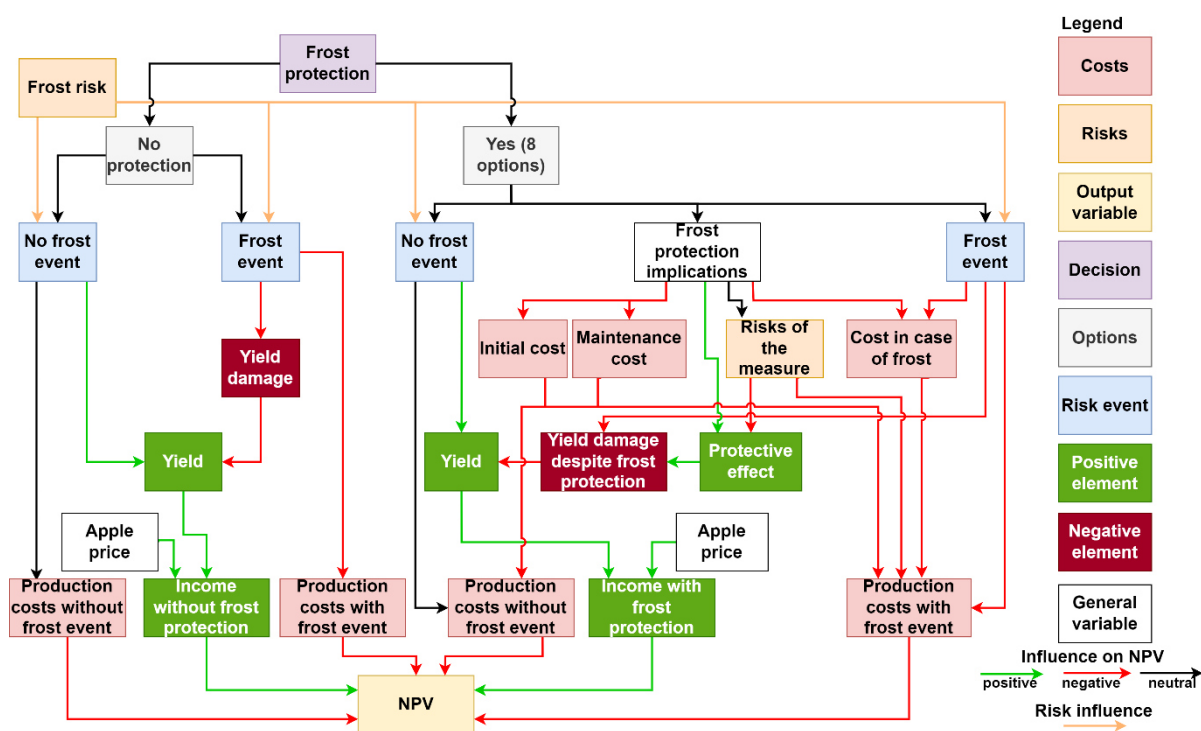 Legend
Frost
protection
Costs
Frost risk
No
protection
Yes (8
options)
Risks
Output
variable
No frost
event
Frost
event
No frost
event
Frost
protection
implications
Frost
event
Decision
Initial cost
Maintenance
cost
Risks of
the
measure
Cost in case
of frost
Options
Yield
damage
Risk event
Yield
Yield
Yield damage
despite frost
protection
Protective
effect
Positive
element
Apple
price
Apple
price
Negative
element
Production
costs without
frost event
Income
without frost
protection
Production
costs with
frost event
Production
costs without
frost event
Income with
frost
protection
Production
costs with
frost event
General
variable
NPV
Influence on NPV
positive negative neutral
Risk influence